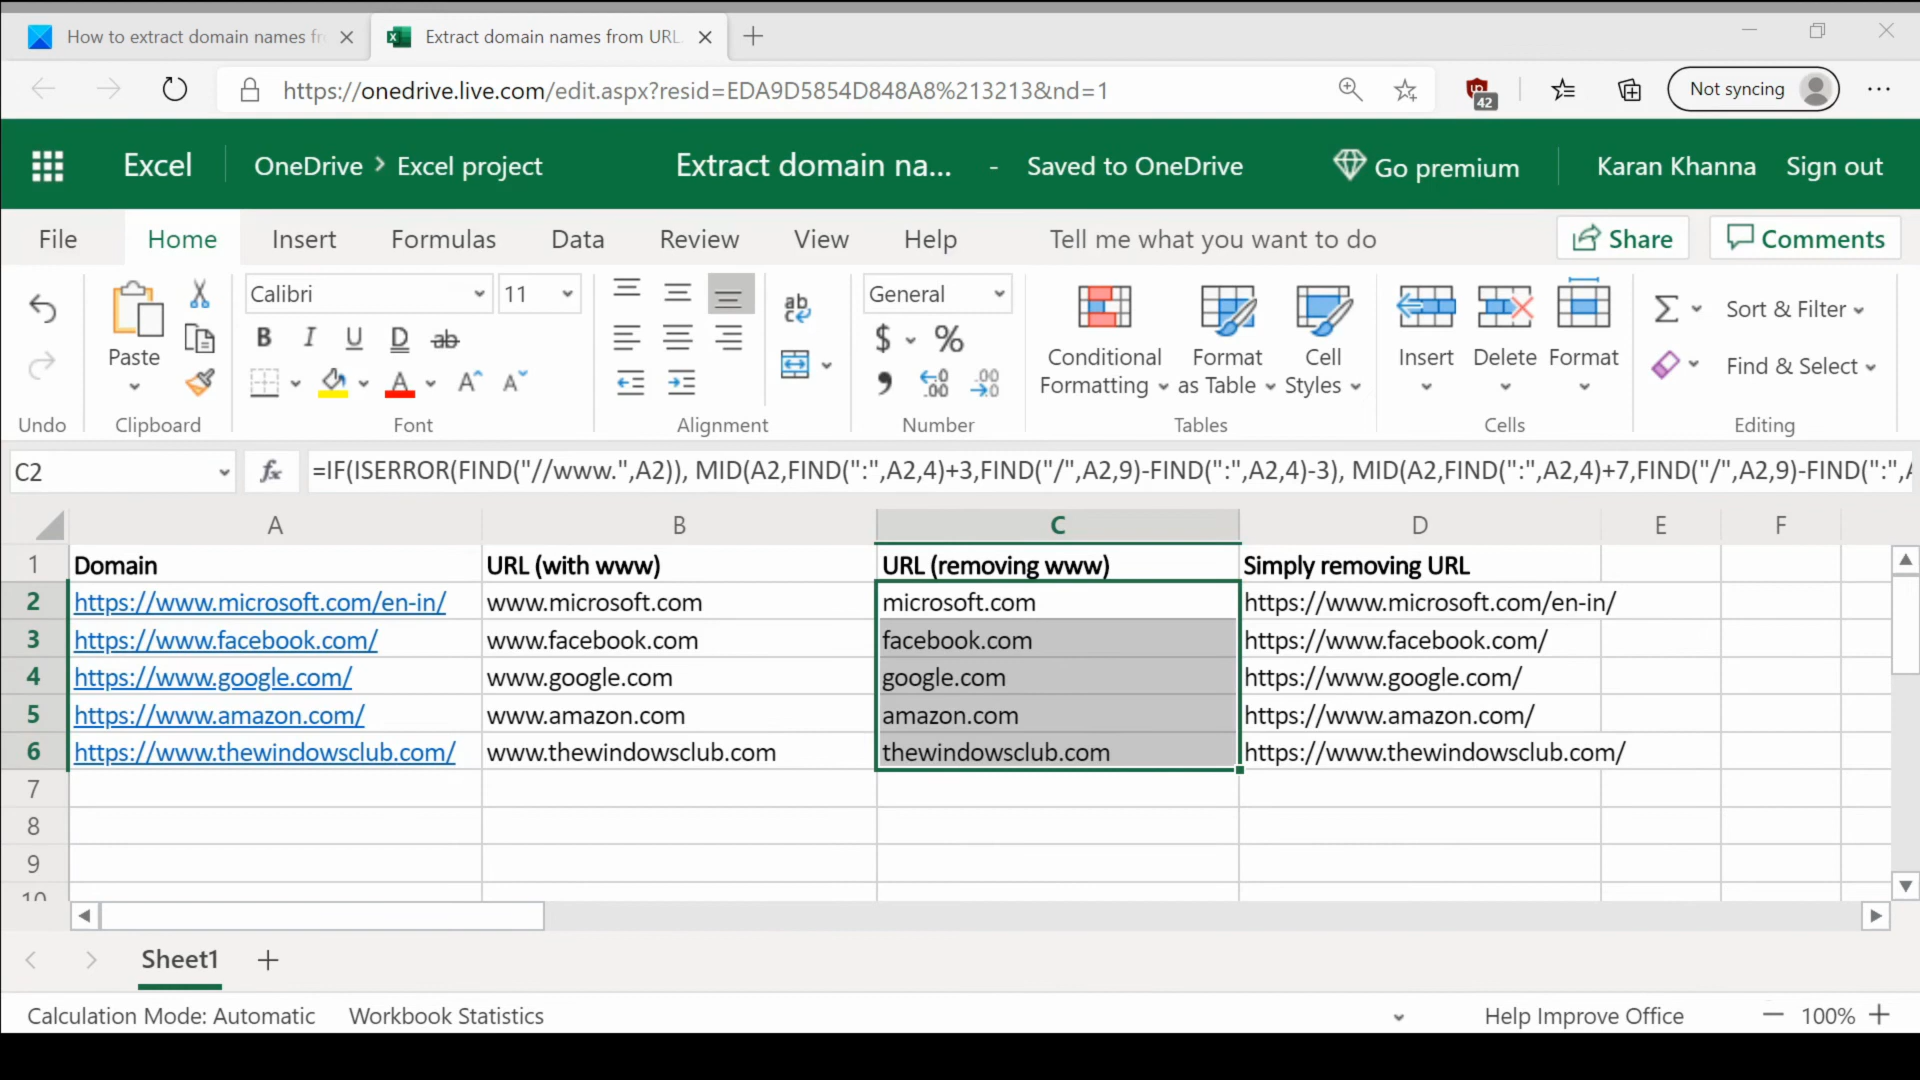 How to extract domain names fr
Extract domain names from URL.
https://onedrive.live.com/edit.aspx?resid=EDA9D5854D848A8%213213&nd=1
42
Not syncing
Excel
OneDrive > Excel project
Extract domain na... - Saved to OneDrive
Go premium
Karan Khanna
Sign out
File
Home
Insert
Formulas
Data
Review
View
Help
Tell me what you want to do
Share
Comments
Paste
Calibri
11
General
Conditional Formatting
Format as Table
Cell Styles
Insert
Delete
Format
Sort & Filter
Find & Select
Undo
Clipboard
Font
Alignment
Number
Tables
Cells
Editing
C2
fx
=IF(ISERROR(FIND("//www.",A2)), MID(A2,FIND(":",A2,4)+3,FIND("/",A2,9)-FIND(":",A2,4)-3), MID(A2,FIND(":",A2,4)+7,FIND("/",A2,9)-FIND(":",A
A B C D E F
1 Domain URL (with www) URL (removing www) Simply removing URL
2 https://www.microsoft.com/en-in/ www.microsoft.com microsoft.com https://www.microsoft.com/en-in/
3 https://www.facebook.com/ www.facebook.com facebook.com https://www.facebook.com/
4 https://www.google.com/ www.google.com google.com https://www.google.com/
5 https://www.amazon.com/ www.amazon.com amazon.com https://www.amazon.com/
6 https://www.thewindowsclub.com/ www.thewindowsclub.com thewindowsclub.com https://www.thewindowsclub.com/
7
8
9
10
Sheet1
Calculation Mode: Automatic
Workbook Statistics
Help Improve Office
100%